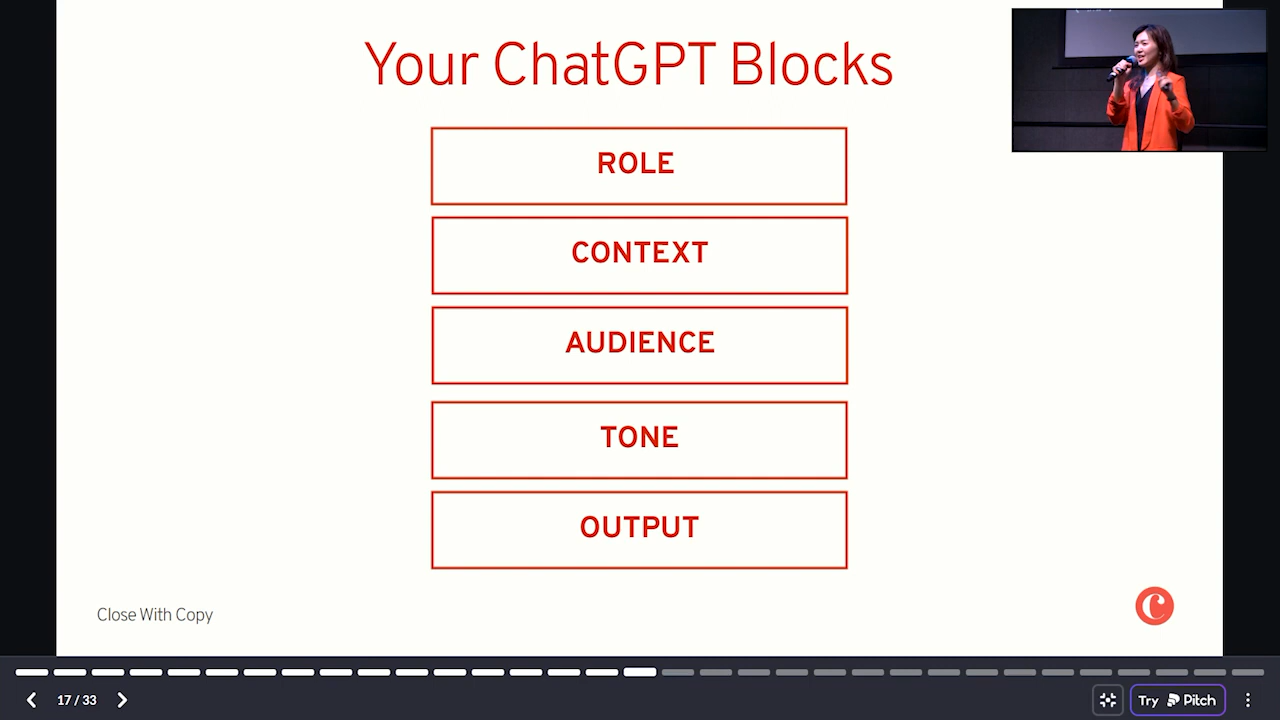 Your ChatGPT Blocks
ROLE
CONTEXT
AUDIENCE
TONE
OUTPUT
Close With Copy
C
17 / 33
Try Pitch